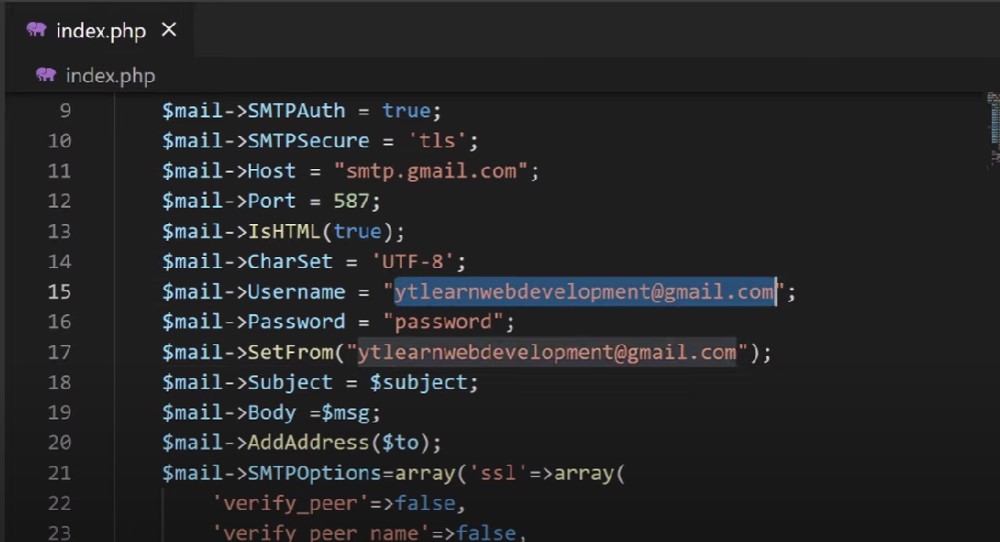 index.php
index.php
9 $mail->SMTPAuth = true;
10 $mail->SMTPSecure = 'tls';
11 $mail->Host = "smtp.gmail.com";
12 $mail->Port = 587;
13 $mail->IsHTML(true);
14 $mail->CharSet = 'UTF-8';
15 $mail->Username = "ytlearnwebdevelopment@gmail.com";
16 $mail->Password = "password";
17 $mail->SetFrom("ytlearnwebdevelopment@gmail.com");
18 $mail->Subject = $subject;
19 $mail->Body =$msg;
20 $mail->AddAddress($to);
21 $mail->SMTPOptions=array('ssl'=>array(
22 'verify_peer'=>false,
23 'verify_peer_name'=>false,